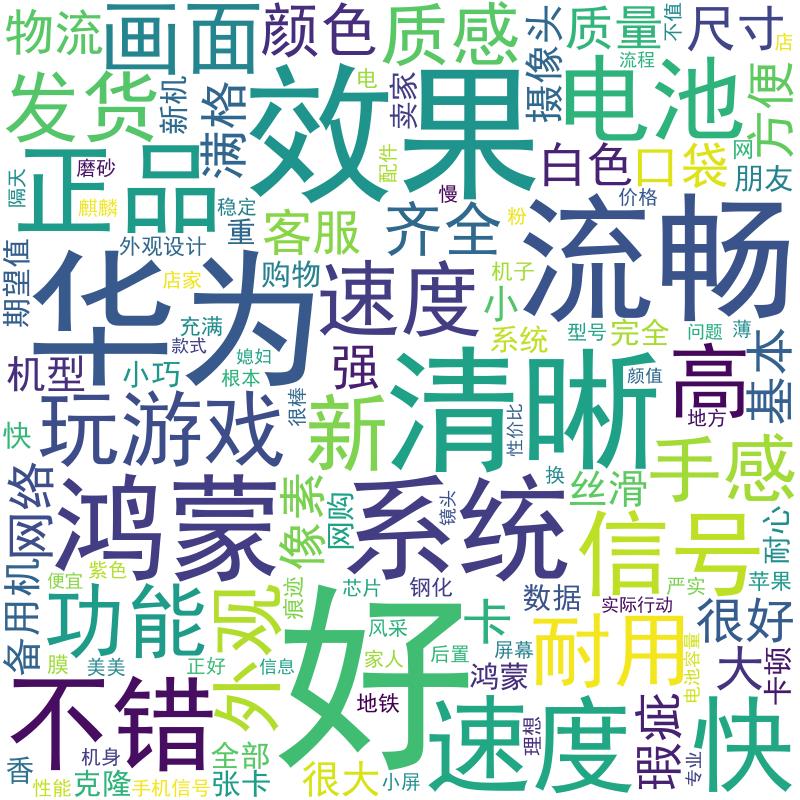 物流
画面
颜色
质感
质量
不值
尺寸
店
发货
新机
满格
效果
电
卖家
摄像头
流程
电池
方便
隔天
正品
磨砂
麒麟
稳定
配件
慢
白色
口袋
网
朋友
价格
期望值
外观设计
重
客服
齐全
粉
流畅
华为
店家
购物
速度
机子
小
充满
款式
系统
型号
完全
问题
薄
基本
机型
小巧
媳妇
根本
强
清晰
颜值
高
地方
快
玩游戏
很棒
新
性价比
手感
备用机
网络
鸿蒙
像素
网购
系统
镜头
换
丝滑
信号
耐心
便宜
紫色
功能
外观
痕迹
芯片
钢化
数据
严实
苹果
实际行动
很好
膜
美美
正好
信息
好
风采
家人
卡
后置
屏幕
鸿蒙
耐用
电池容量
大
卡顿
不错
地铁
理想
瑕疵
香
机身
全部
速度
快
专业
性能
克隆
手机信号
张卡
很大
小屏